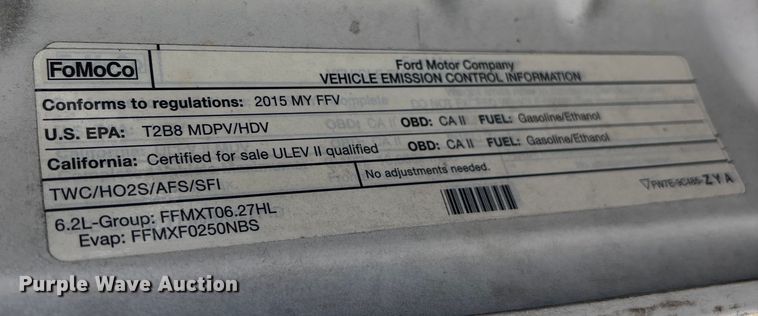 FoMoCo
Ford Motor Company
VEHICLE EMISSION CONTROL INFORMATION
Conforms to regulations: 2015 MY FFV
U.S. EPA: T2B8 MDPV/HDV OBD: CA II FUEL: Gasoline/Ethanol
California: Certified for sale ULEV II qualified OBD: CA II FUEL: Gasoline/Ethanol
TWC/HO2S/AFS/SFI No adjustments needed.
6.2L-Group: FFMXT06.27HL
Evap: FFMXF0250NBS
ZYA
Purple Wave Auction